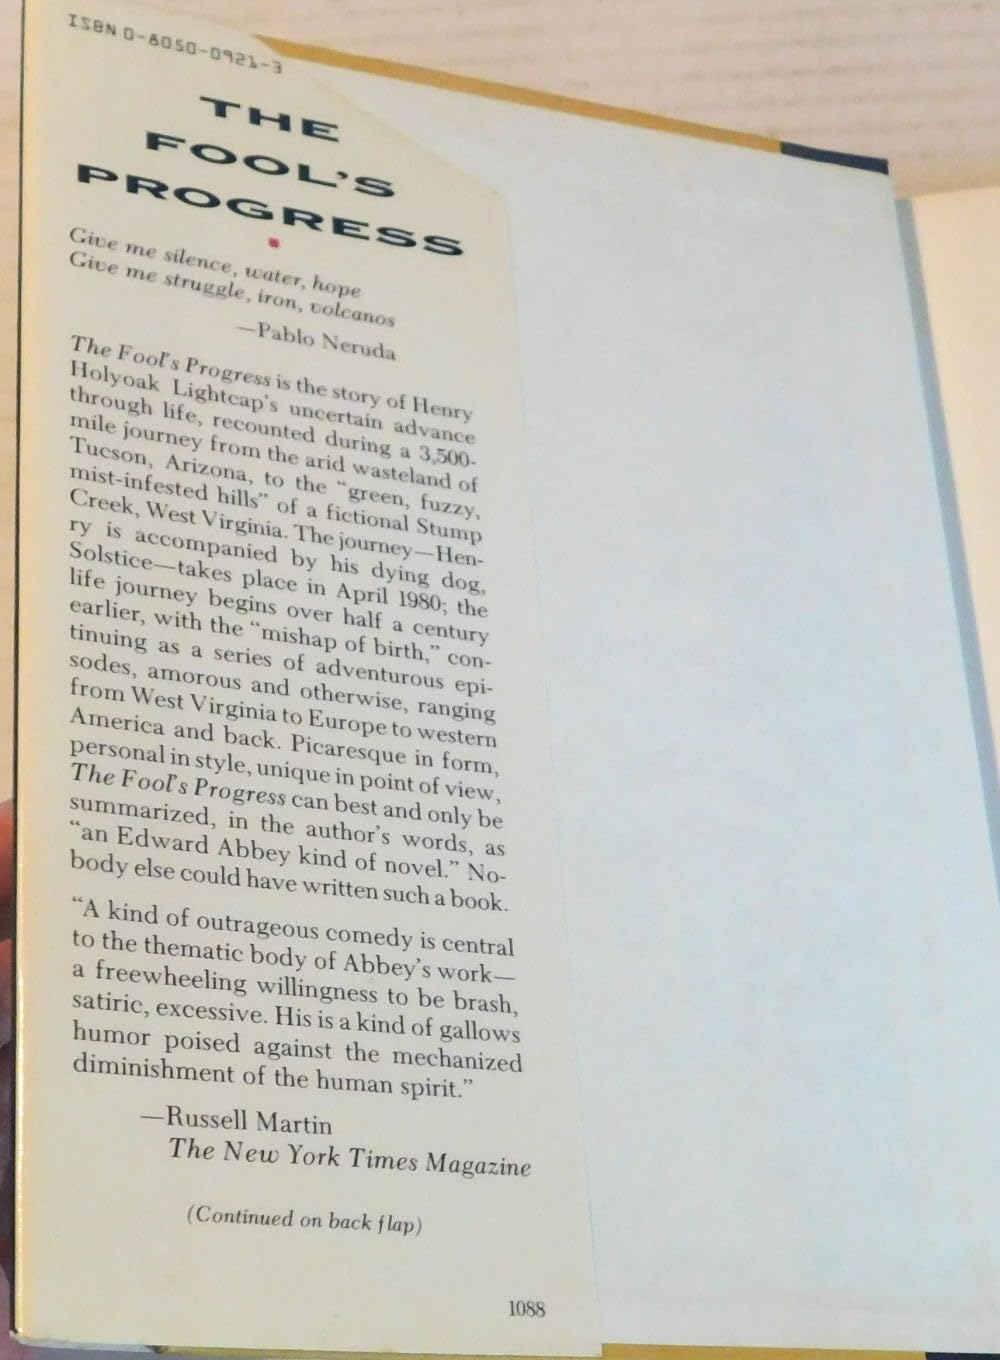 ISBN 0-8050-0921-3
THE
FOOL'S
PROGRESS
Give me silence, water, hope
Give me struggle, iron, volcanos
—Pablo Neruda
The Fool's Progress is the story of Henry
Holyoak Lightcap's uncertain advance
through life, recounted during a 3,500-
mile journey from the arid wasteland of
Tucson, Arizona, to the “green, fuzzy,
mist-infested hills” of a fictional Stump
Creek, West Virginia. The journey—Hen-
ry is accompanied by his dying dog,
Solstice—takes place in April 1980; the
life journey begins over half a century
earlier, with the “mishap of birth,” con-
tinuing as a series of adventurous epi-
sodes, amorous and otherwise, ranging
from West Virginia to Europe to western
America and back. Picaresque in form,
personal in style, unique in point of view,
The Fool's Progress can best and only be
summarized, in the author's words, as
“an Edward Abbey kind of novel.” No-
body else could have written such a book.
“A kind of outrageous comedy is central
to the thematic body of Abbey's work—
a freewheeling willingness to be brash,
satiric, excessive. His is a kind of gallows
humor poised against the mechanized
diminishment of the human spirit.”
—Russell Martin
The New York Times Magazine
(Continued on back flap)
1088